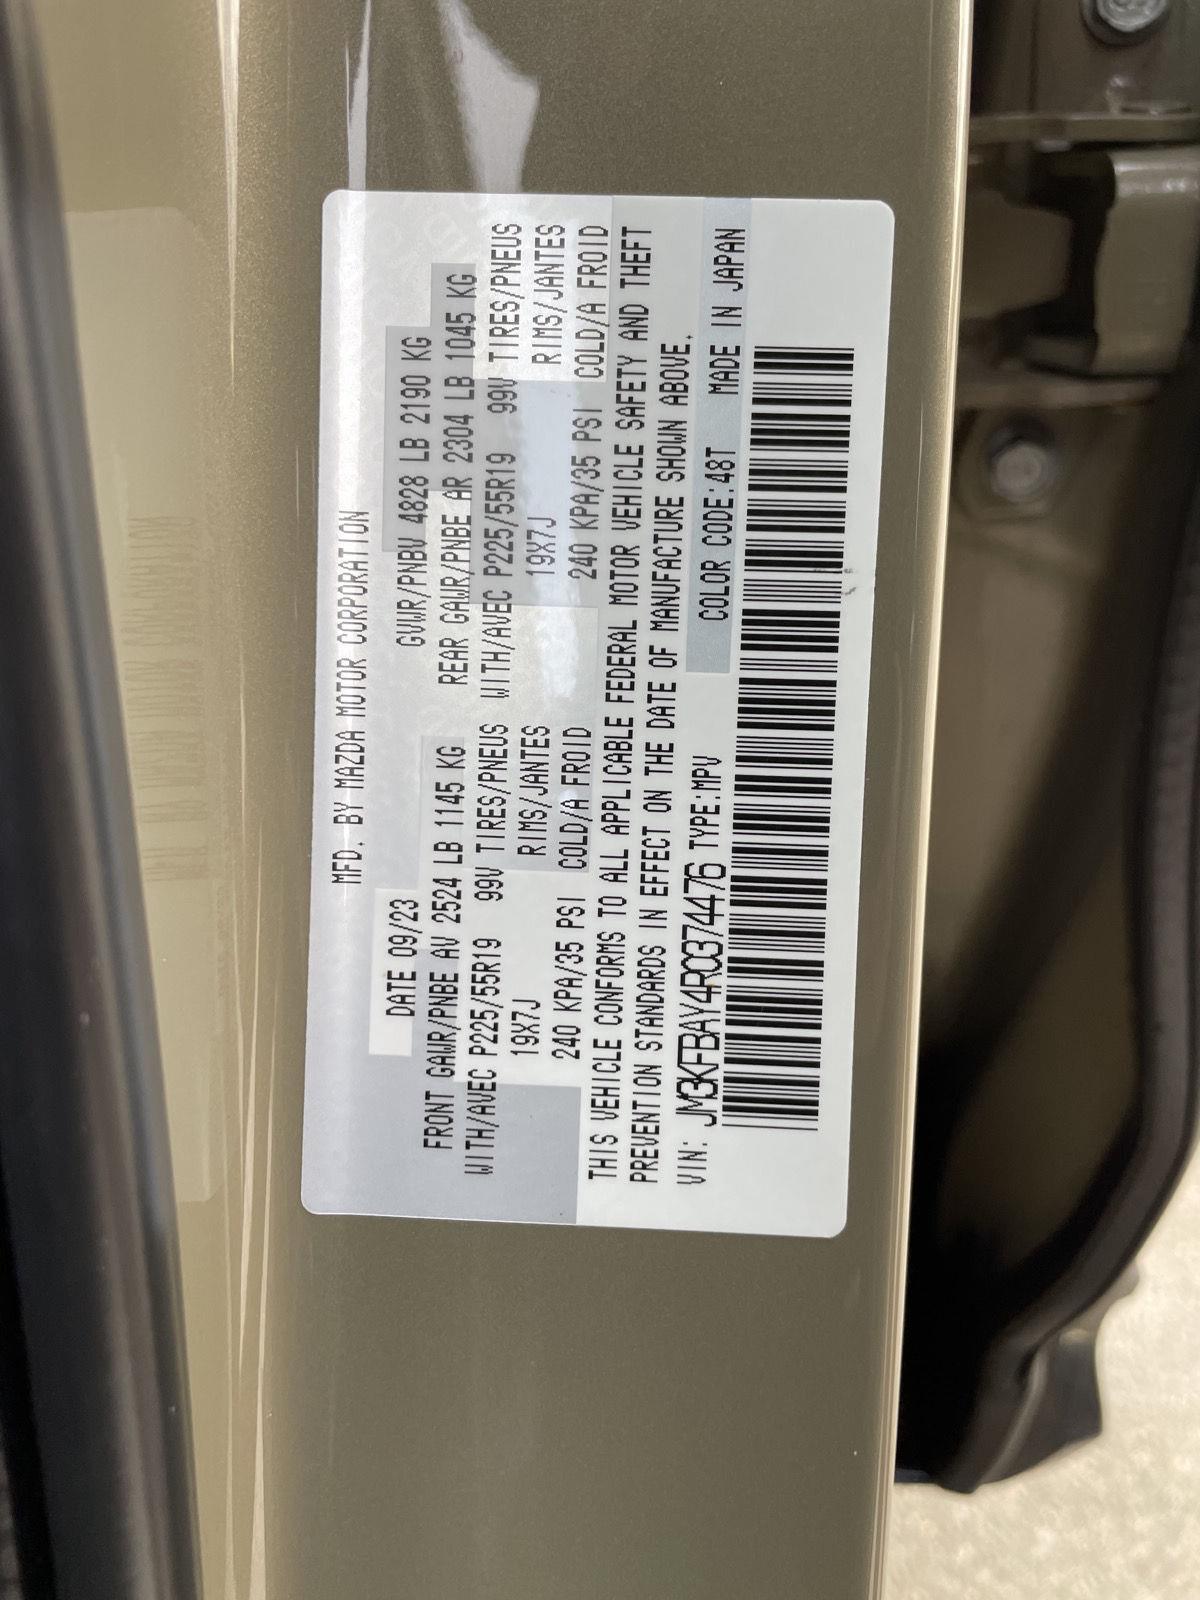 MFD. BY MAZDA MOTOR CORPORATION
DATE 09/23 GVWR/PNBV 4828 LB 2190 KG
FRONT GAWR/PNBE AV 2524 LB 1145 KG REAR GAWR/PNBE AR 2304 LB 1045 KG
WITH/AVEC P225/55R19 99V TIRES/PNEUS WITH/AVEC P225/55R19 99V TIRES/PNEUS
19X7J RIMS/JANTES 19X7J RIMS/JANTES
240 KPA/35 PSI COLD/A FROID 240 KPA/35 PSI COLD/A FROID
THIS VEHICLE CONFORMS TO ALL APPLICABLE FEDERAL MOTOR VEHICLE SAFETY AND THEFT
PREVENTION STANDARDS IN EFFECT ON THE DATE OF MANUFACTURE SHOWN ABOVE.
VIN: JM3KFBAY4R0374476 TYPE:MPV COLOR CODE:48T MADE IN JAPAN